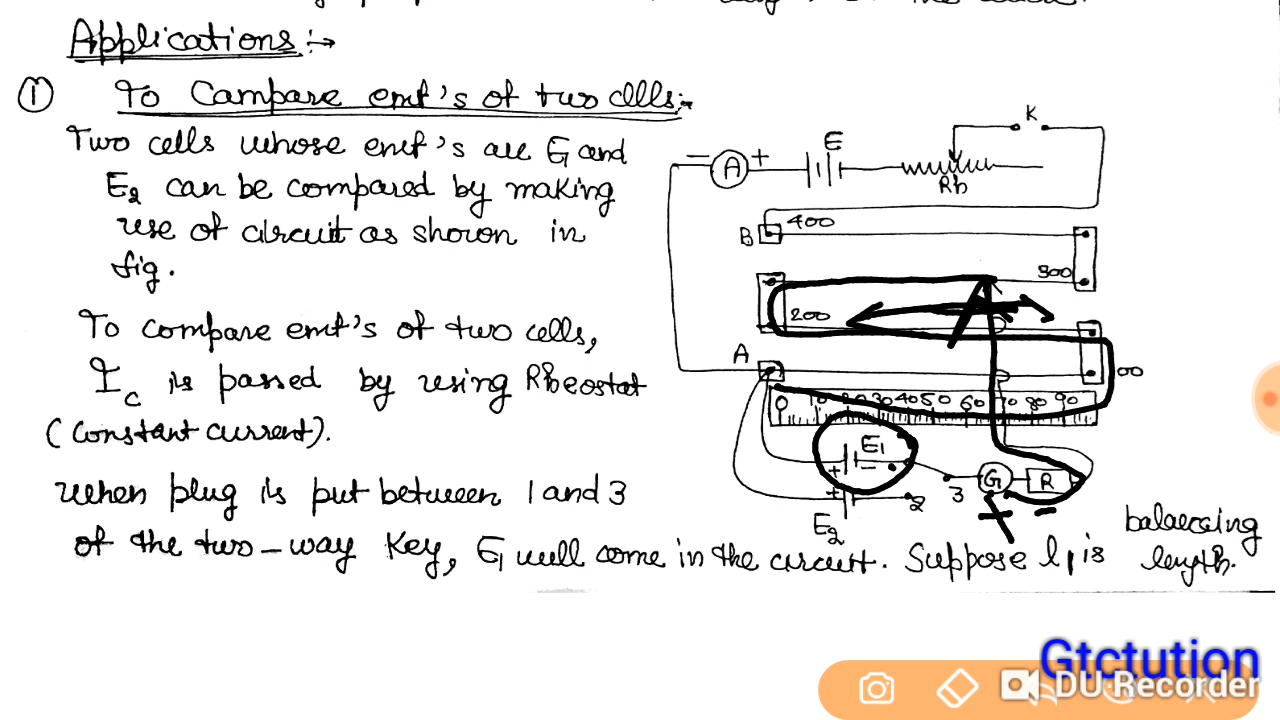 Applications :→
① To Campare emf's of two cells:-
Two cells whose emf's are E1 and
E2 can be compared by making
use of circuit as shown in
fig.
To compare emf's of two cells,
Ic is passed by using Rheostat
(Constant current).
When plug is put between 1 and 3
of the two-way Key, E1 will come in the circuit. Suppose l1 is balancing
length.
K
- A + E
Rh
B 400
300
200
A
00
0 10 20 30 40 50 60 70 80 90
E1
+ -
3 G R
+ 2
E2
+ -
Gtctution
DU Recorder